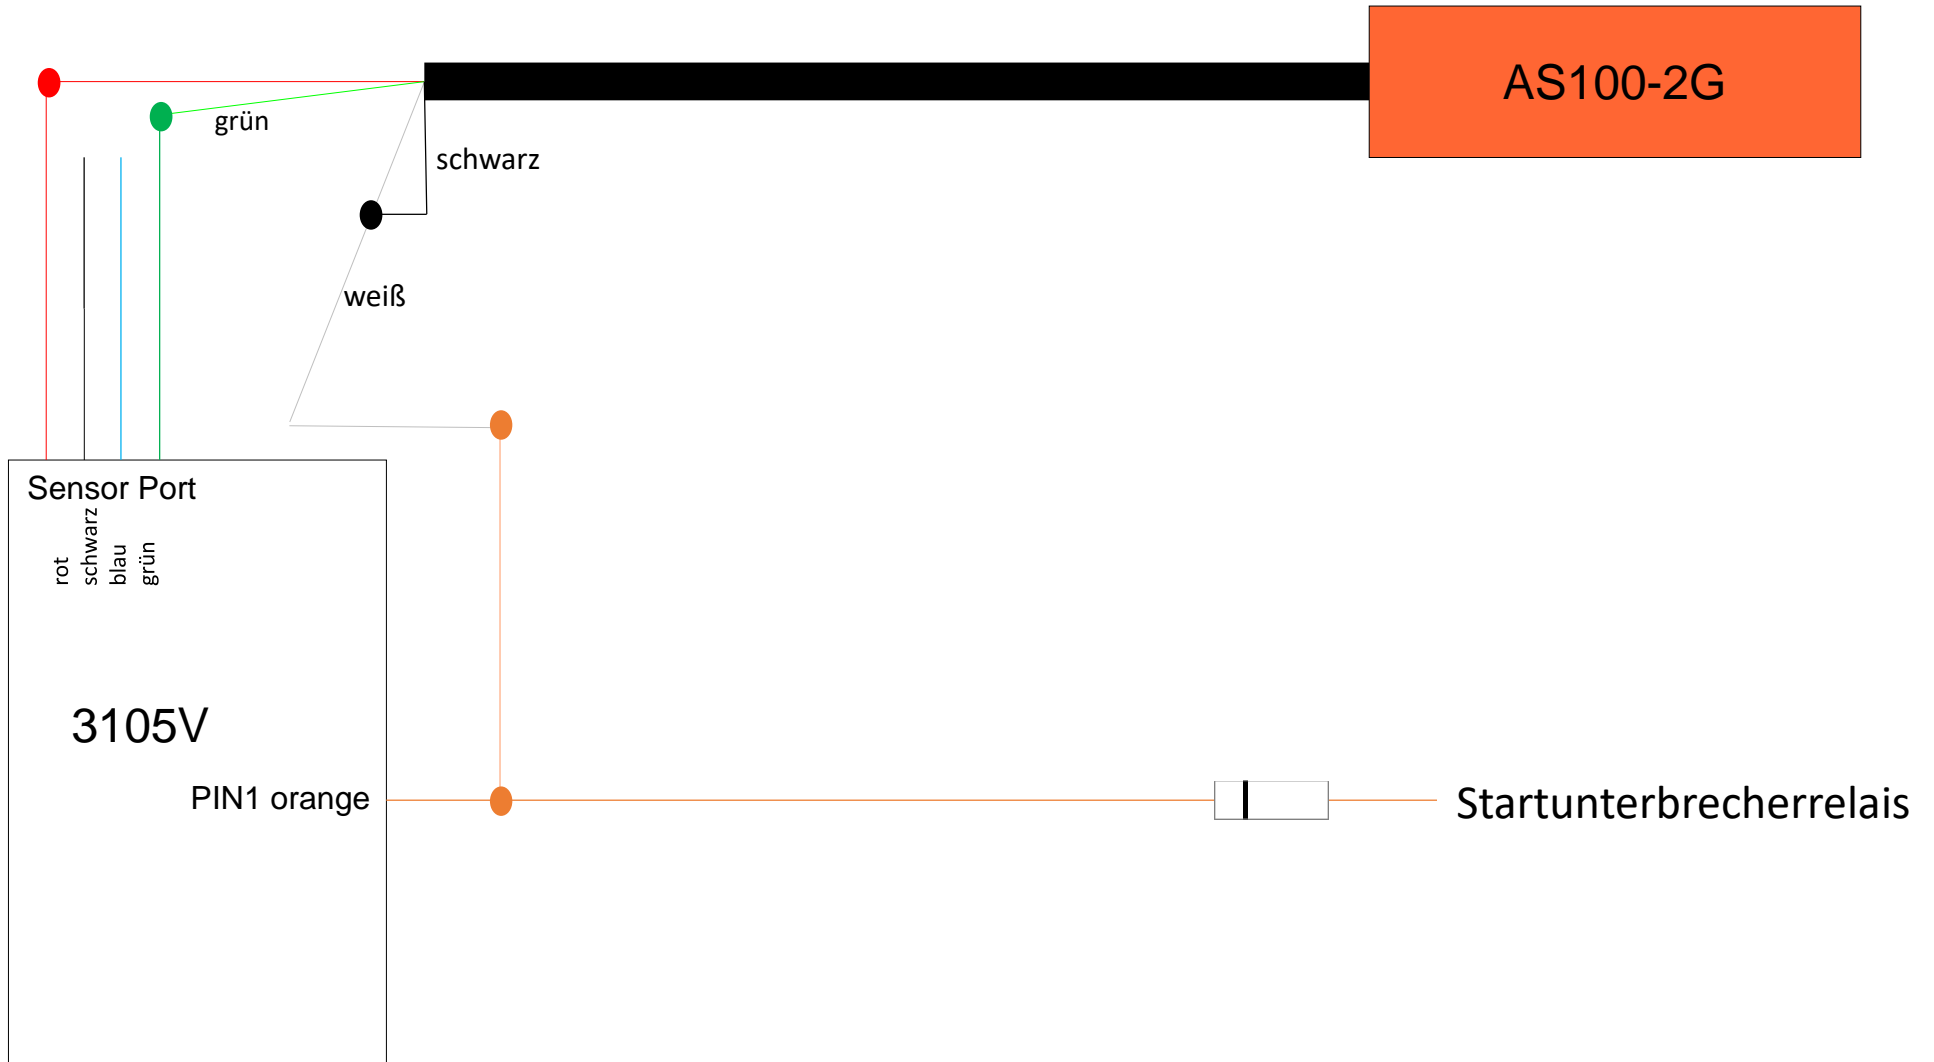 AS100-2G
grün
schwarz
weiß
Sensor Port
rot
schwarz
blau
grün
3105V
PIN1 orange
Startunterbrecherrelais